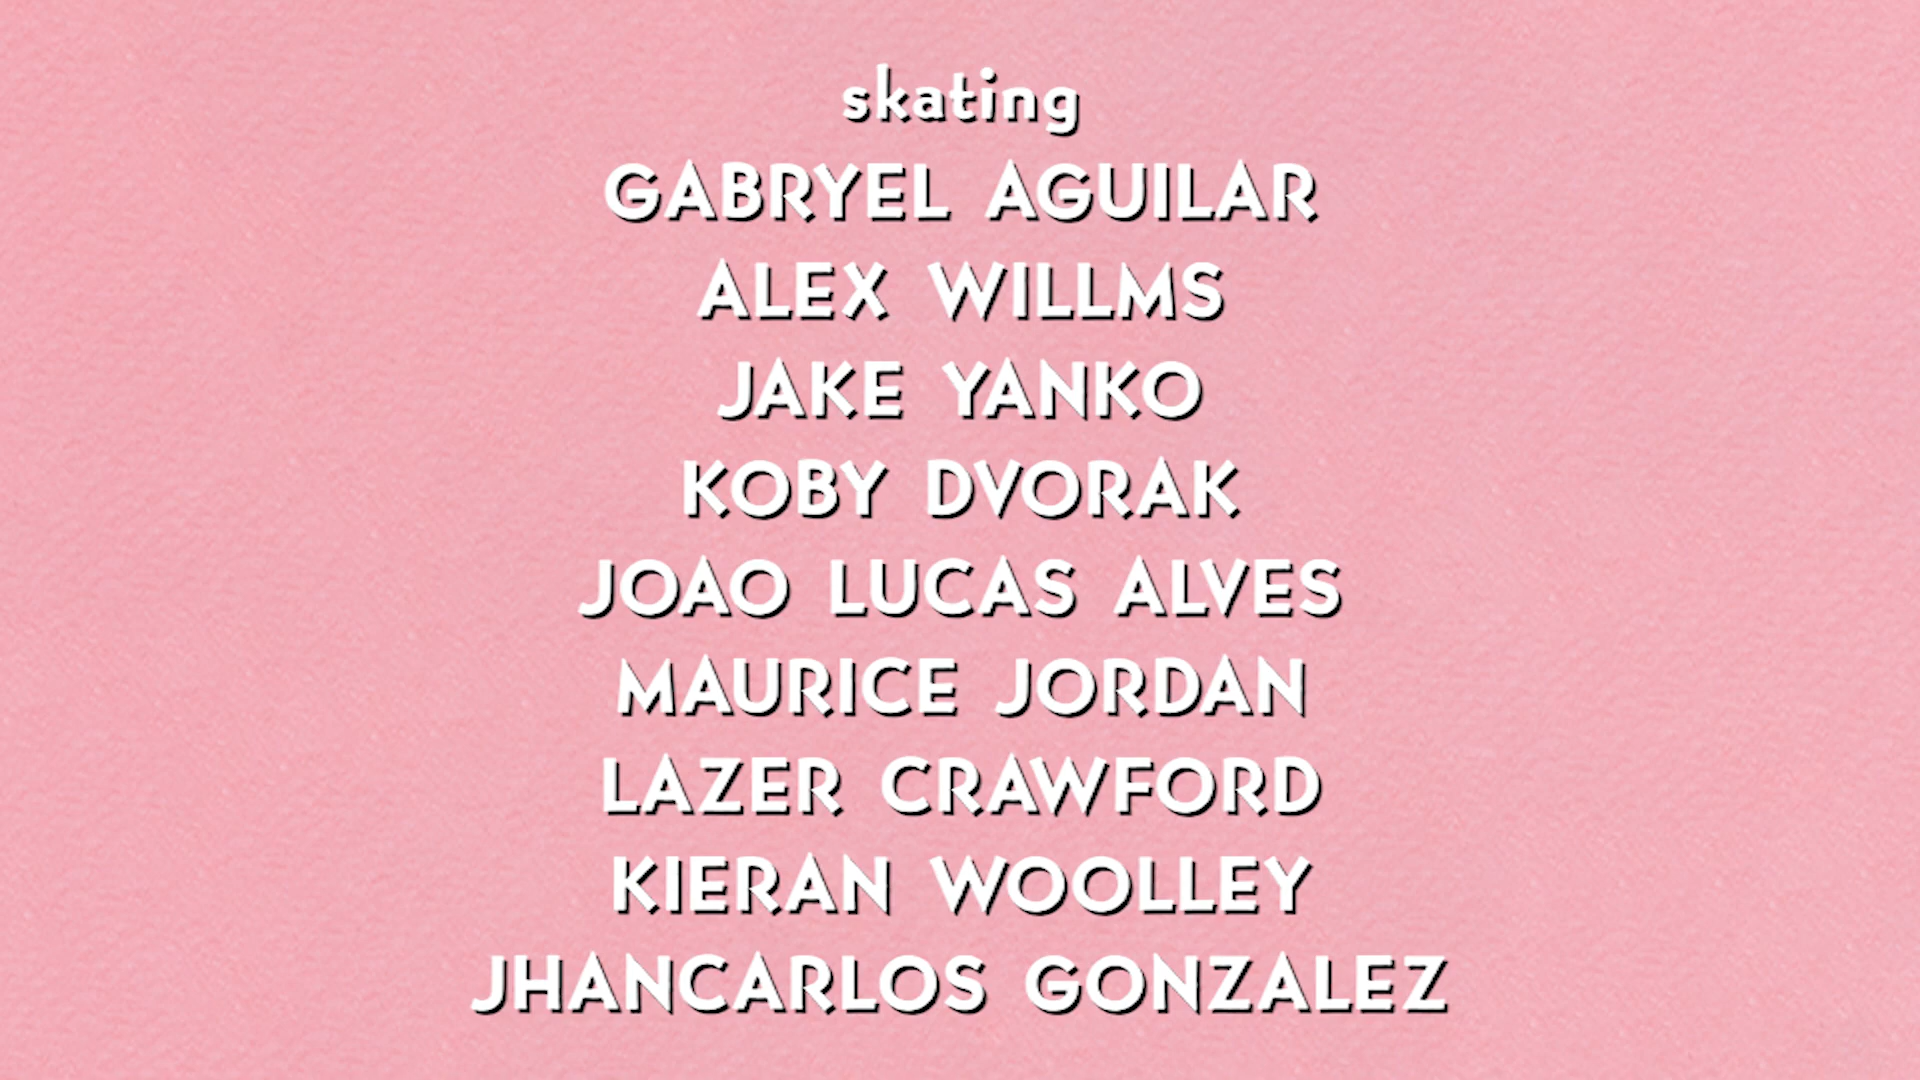 skating
GABRYEL AGUILAR
ALEX WILLMS
JAKE YANKO
KOBY DVORAK
JOAO LUCAS ALVES
MAURICE JORDAN
LAZER CRAWFORD
KIERAN WOOLLEY
JHANCARLOS GONZALEZ